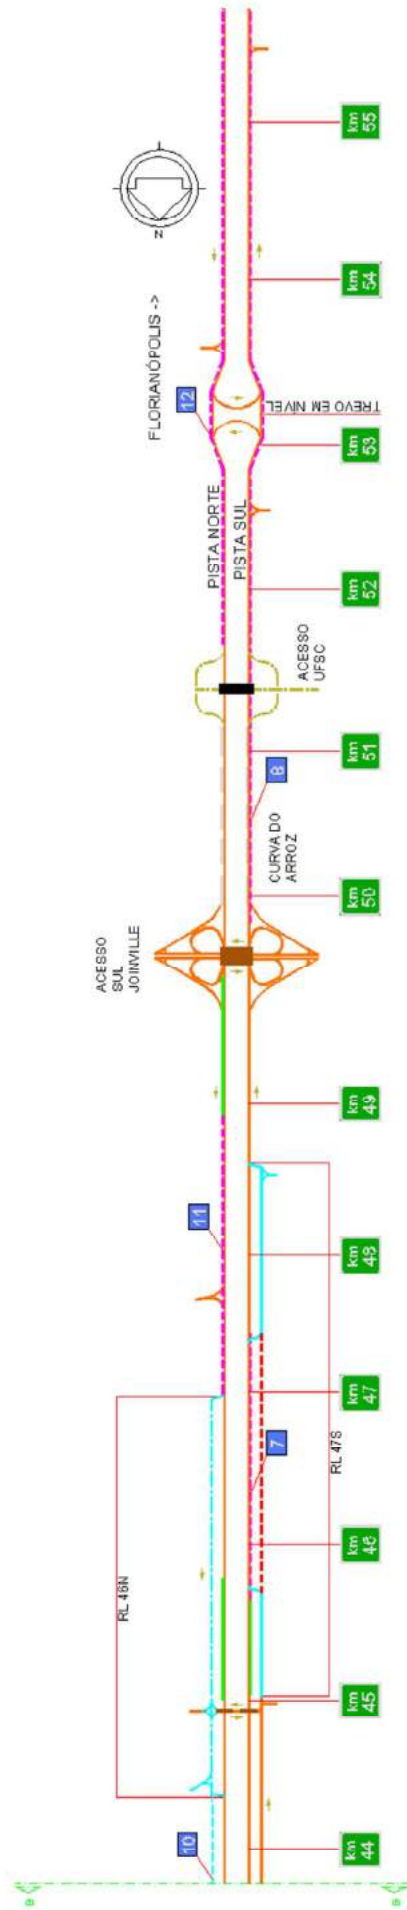 N
FLORIANÓPOLIS ->
12
PISTA NORTE
PISTA SUL
TREVO EM NÍVEL
ACESSO
UFSC
8
CURVA DO
ARROZ
ACESSO
SUL
JOINVILLE
11
7
RL 46N
RL 47S
10
km
44
km
45
km
46
km
47
km
48
km
49
km
50
km
51
km
52
km
53
km
54
km
55